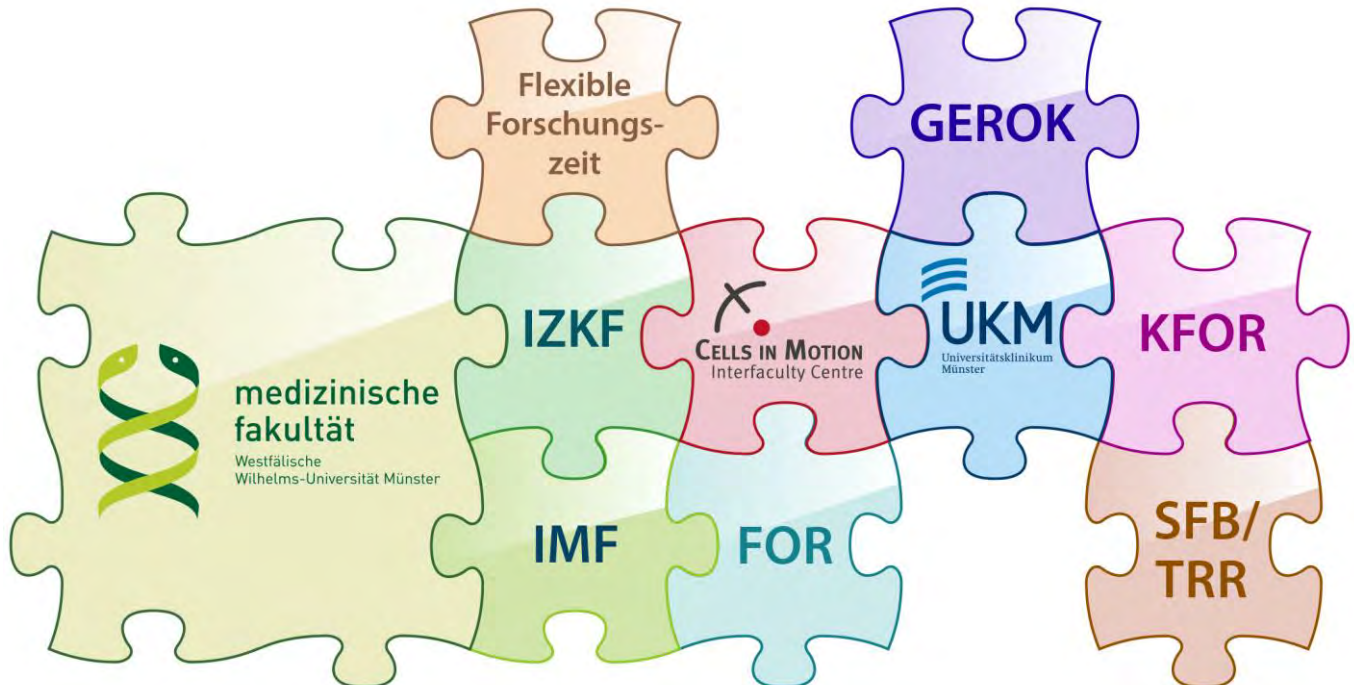 Flexible
Forschungs-
zeit
GEROK
medizinische
fakultät
Westfälische
Wilhelms-Universität Münster
IZKF
CELLS IN MOTION
Interfaculty Centre
UKM
Universitätsklinikum
Münster
KFOR
IMF
FOR
SFB/
TRR